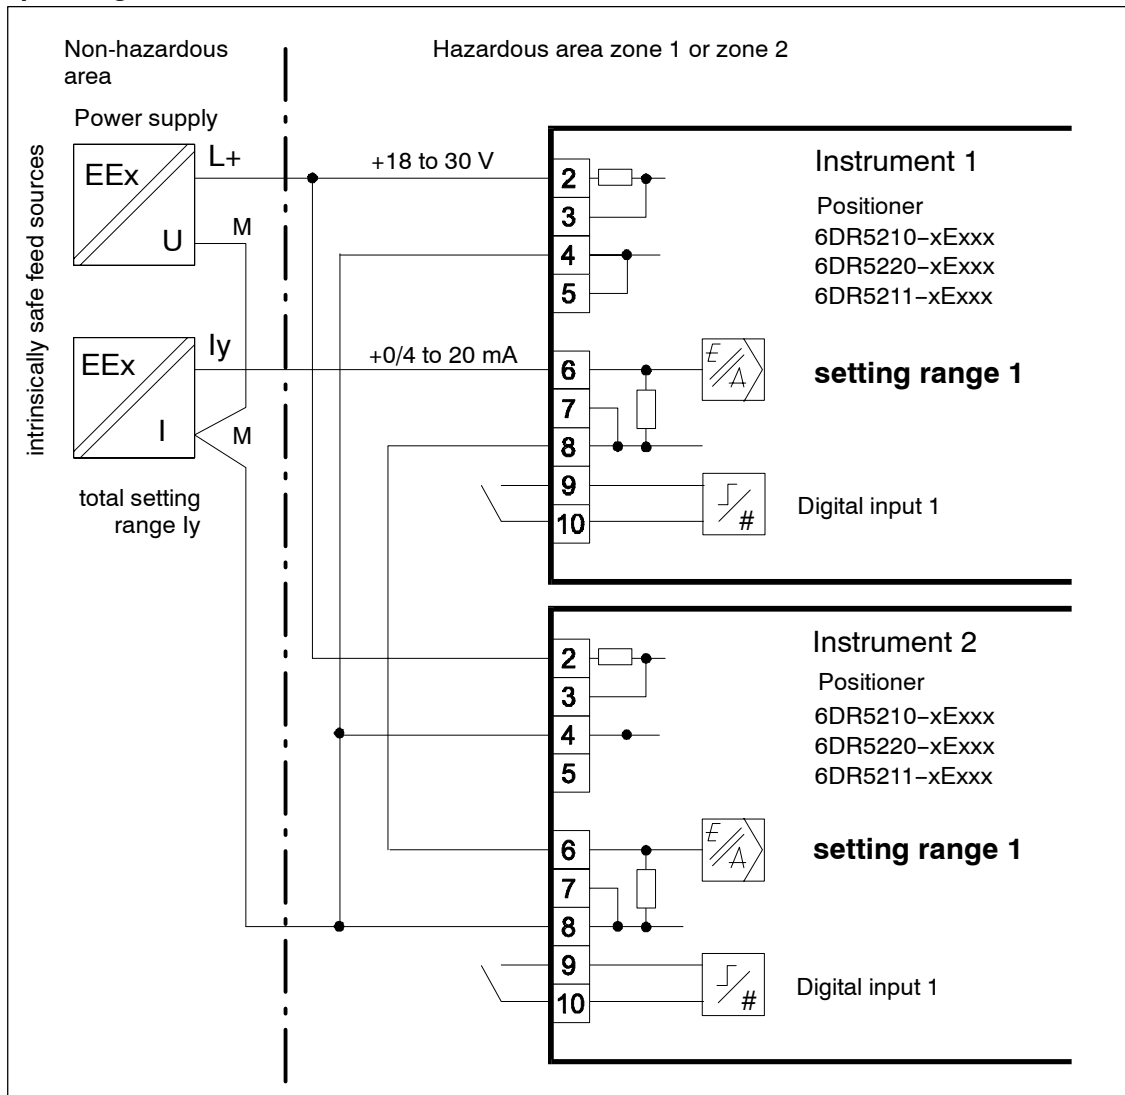 Non-hazardous
area
Hazardous area zone 1 or zone 2
Power supply
intrinsically safe feed sources
EEx
U
L+
M
+18 to 30 V
EEx
I
Iy
M
+0/4 to 20 mA
total setting
range Iy
2
3
4
5
6
7
8
9
10
Instrument 1
Positioner
6DR5210–xExxx
6DR5220–xExxx
6DR5211–xExxx
E
A
setting range 1
#
Digital input 1
2
3
4
5
6
7
8
9
10
Instrument 2
Positioner
6DR5210–xExxx
6DR5220–xExxx
6DR5211–xExxx
E
A
setting range 1
#
Digital input 1